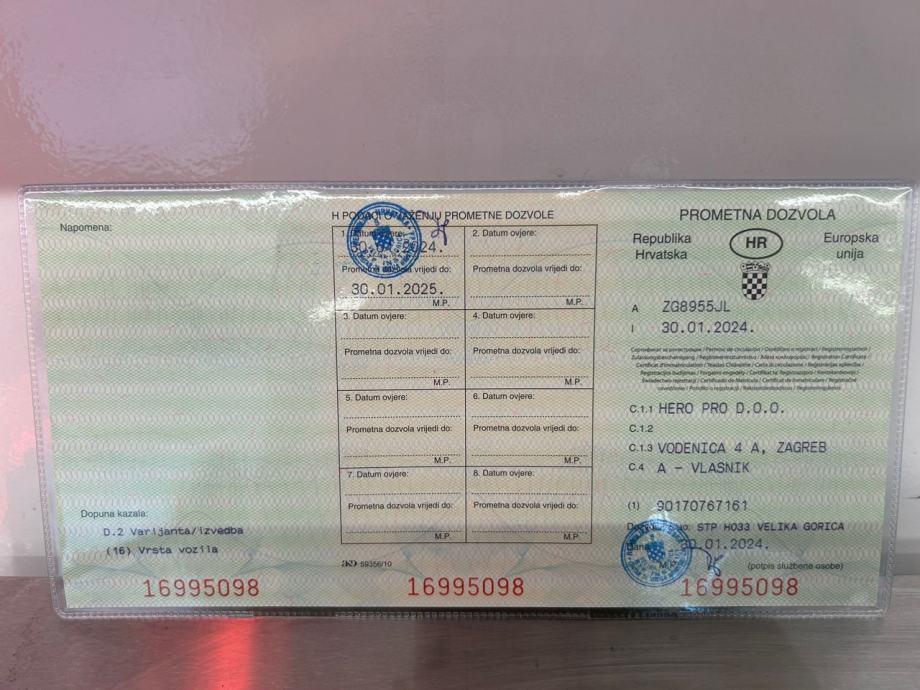 Napomena:
Dopuna kazala:
D.2 Varijanta/izvedba
(16) Vrsta vozila
16995098
H PODACI O VAŽENJU PROMETNE DOZVOLE
1. Datum ovjere:
2024.
Prometna dozvola vrijedi do:
30.01.2025.
M.P.
2. Datum ovjere:
Prometna dozvola vrijedi do:
M.P.
3. Datum ovjere:
Prometna dozvola vrijedi do:
M.P.
4. Datum ovjere:
Prometna dozvola vrijedi do:
M.P.
5. Datum ovjere:
Prometna dozvola vrijedi do:
M.P.
6. Datum ovjere:
Prometna dozvola vrijedi do:
M.P.
7. Datum ovjere:
Prometna dozvola vrijedi do:
M.P.
8. Datum ovjere:
Prometna dozvola vrijedi do:
M.P.
59356/10
16995098
PROMETNA DOZVOLA
Republika
Hrvatska
HR
Europska
unija
A ZG8955JL
I 30.01.2024.
C.1.1 HERO PRO D.O.O.
C.1.2
C.1.3 VODENICA 4 A, ZAGREB
C.4 A - VLASNIK
(1) 90170767161
STP H033 VELIKA GORICA
30.01.2024.
(potpis službene osobe)
16995098